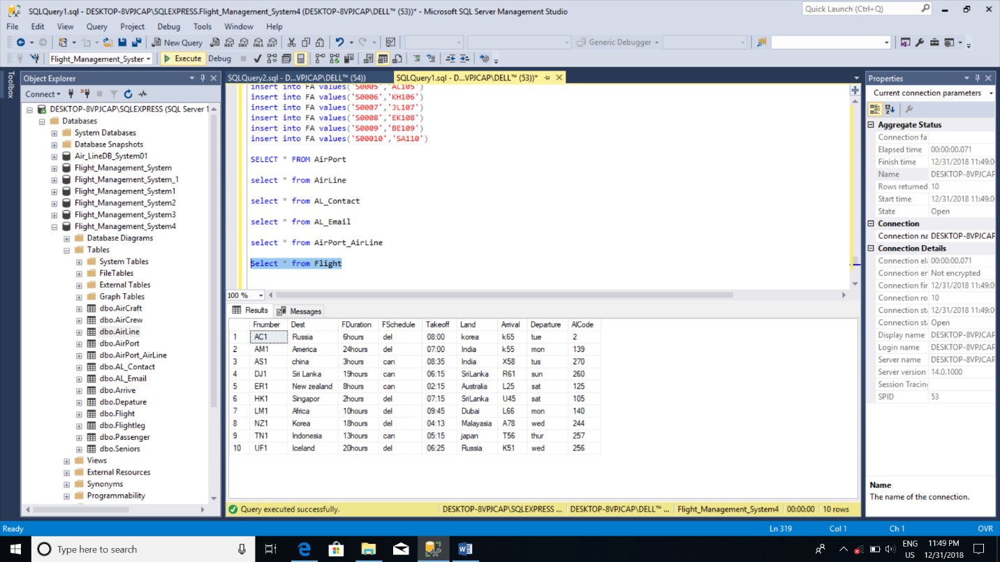 SQLQuery1.sql - DESKTOP-8VPJCAP\SQLEXPRESS.Flight_Management_System4 (DESKTOP-8VPJCAP\DELL™ (53))* - Microsoft SQL Server Management Studio
Quick Launch (Ctrl+Q)
File Edit View Query Project Debug Tools Window Help
New Query MDX DMX XMLA DAX Generic Debugger
Flight_Management_Syster Execute Debug
Toolbox
Object Explorer
Connect
DESKTOP-8VPJCAP\SQLEXPRESS (SQL Server 1
Databases
System Databases
Database Snapshots
Air_LineDB_System01
Flight_Management_System
Flight_Management_System_1
Flight_Management_System1
Flight_Management_System2
Flight_Management_System3
Flight_Management_System4
Database Diagrams
Tables
System Tables
FileTables
External Tables
Graph Tables
dbo.AirCraft
dbo.AirCrew
dbo.AirLine
dbo.AirPort
dbo.AirPort_AirLine
dbo.AL_Contact
dbo.AL_Email
dbo.Arrive
dbo.Depature
dbo.Flight
dbo.Flightleg
dbo.Passenger
dbo.Seniors
Views
External Resources
Synonyms
Programmability
SQLQuery2.sql - D...VPJCAP\DELL™ (54)) SQLQuery1.sql - D...VPJCAP\DELL™ (53))*
insert into FA values('S0005','AL105')
insert into FA values('S0006','KH106')
insert into FA values('S0007','JL107')
insert into FA values('S0008','EK108')
insert into FA values('S0009','BE109')
insert into FA values('S00010','SA110')
SELECT * FROM AirPort
select * from AirLine
select * from AL_Contact
select * from AL_Email
select * from AirPort_AirLine
Select * from Flight
100 %
Results Messages
Fnumber Dest FDuration FSchedule Takeoff Land Arrival Departure AlCode
1 AC1 Russia 6hours del 08:00 korea k65 tue 2
2 AM1 America 24hours del 07:00 India k55 mon 139
3 AS1 china 3hours can 08:35 India X58 tus 270
4 DJ1 Sri Lanka 19hours can 06:15 SriLanka R61 sun 260
5 ER1 New zealand 8hours can 02:15 Australia L25 sat 125
6 HK1 Singapor 2hours del 07:15 SriLanka U45 sat 105
7 LM1 Africa 10hours del 09:45 Dubai L66 mon 140
8 NZ1 Korea 18hours del 04:13 Malayasia A78 wed 244
9 TN1 Indonesia 13hours can 05:15 japan T56 thur 257
10 UF1 Iceland 20hours del 06:25 Russia K51 wed 256
Query executed successfully. DESKTOP-8VPJCAP\SQLEXPRESS ... DESKTOP-8VPJCAP\DELL™ ... Flight_Management_System4 00:00:00 10 rows
Properties
Current connection parameters
Aggregate Status
Connection fa
Elapsed time 00:00:00.071
Finish time 12/31/2018 11:49:0
Name DESKTOP-8VPJCAP
Rows returned 10
Start time 12/31/2018 11:49:0
State Open
Connection
Connection na DESKTOP-8VPJCAP
Connection Details
Connection el 00:00:00.071
Connection er Not encrypted
Connection fir 12/31/2018 11:49:0
Connection ro 10
Connection st 12/31/2018 11:49:0
Connection st Open
Display name DESKTOP-8VPJCAP
Login name DESKTOP-8VPJCAP
Server name DESKTOP-8VPJCAP
Server version 14.0.1000
Session Tracin
SPID 53
Name
The name of the connection.
Ready Ln 319 Col 1 Ch 1 OVR
Type here to search
ENG US 11:49 PM 12/31/2018